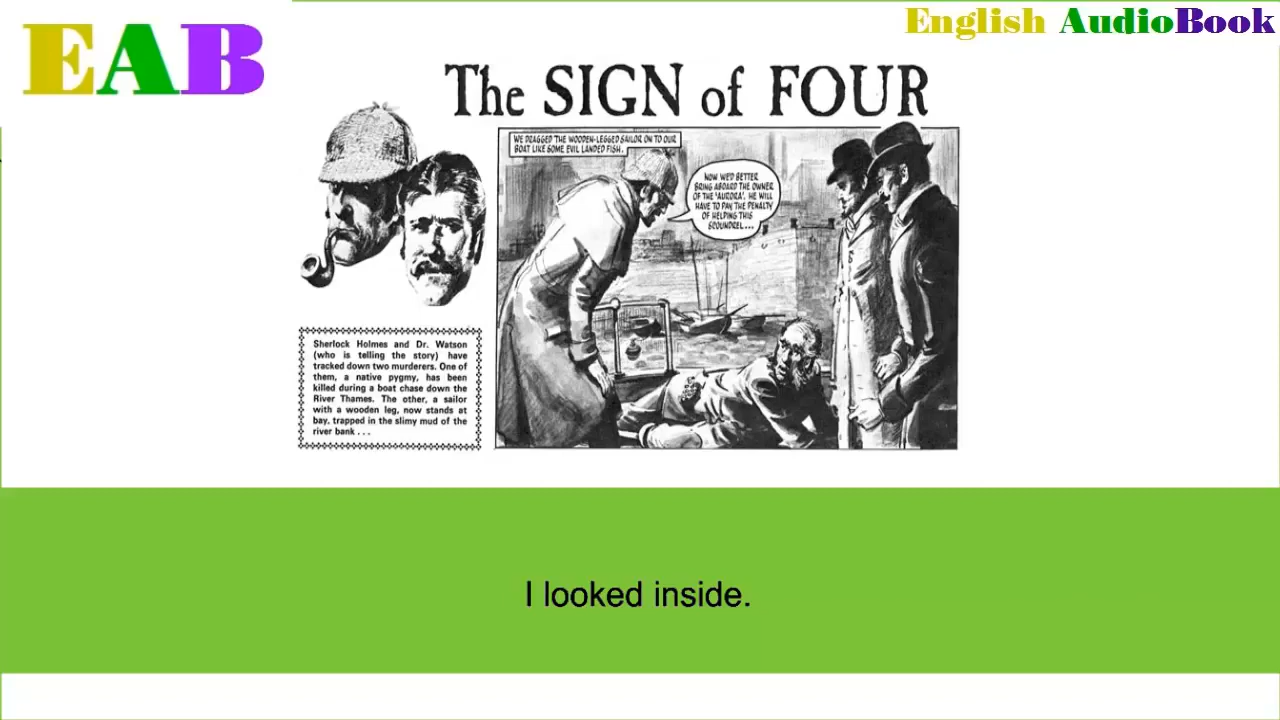 EAB
English AudioBook
The SIGN of FOUR
WE DRAGGED THE WOODEN-LEGGED SAILOR ON TO OUR
BOAT LIKE SOME EVIL LANDED FISH.
NOW WE'D BETTER
BRING ABOARD THE OWNER
OF THE 'AURORA'. HE WILL
HAVE TO PAY THE PENALTY
OF HELPING THIS
SCOUNDREL...
Sherlock Holmes and Dr. Watson
(who is telling the story) have
tracked down two murderers. One of
them, a native pygmy, has been
killed during a boat chase down the
River Thames. The other, a sailor
with a wooden leg, now stands at
bay, trapped in the slimy mud of the
river bank . . .
I looked inside.